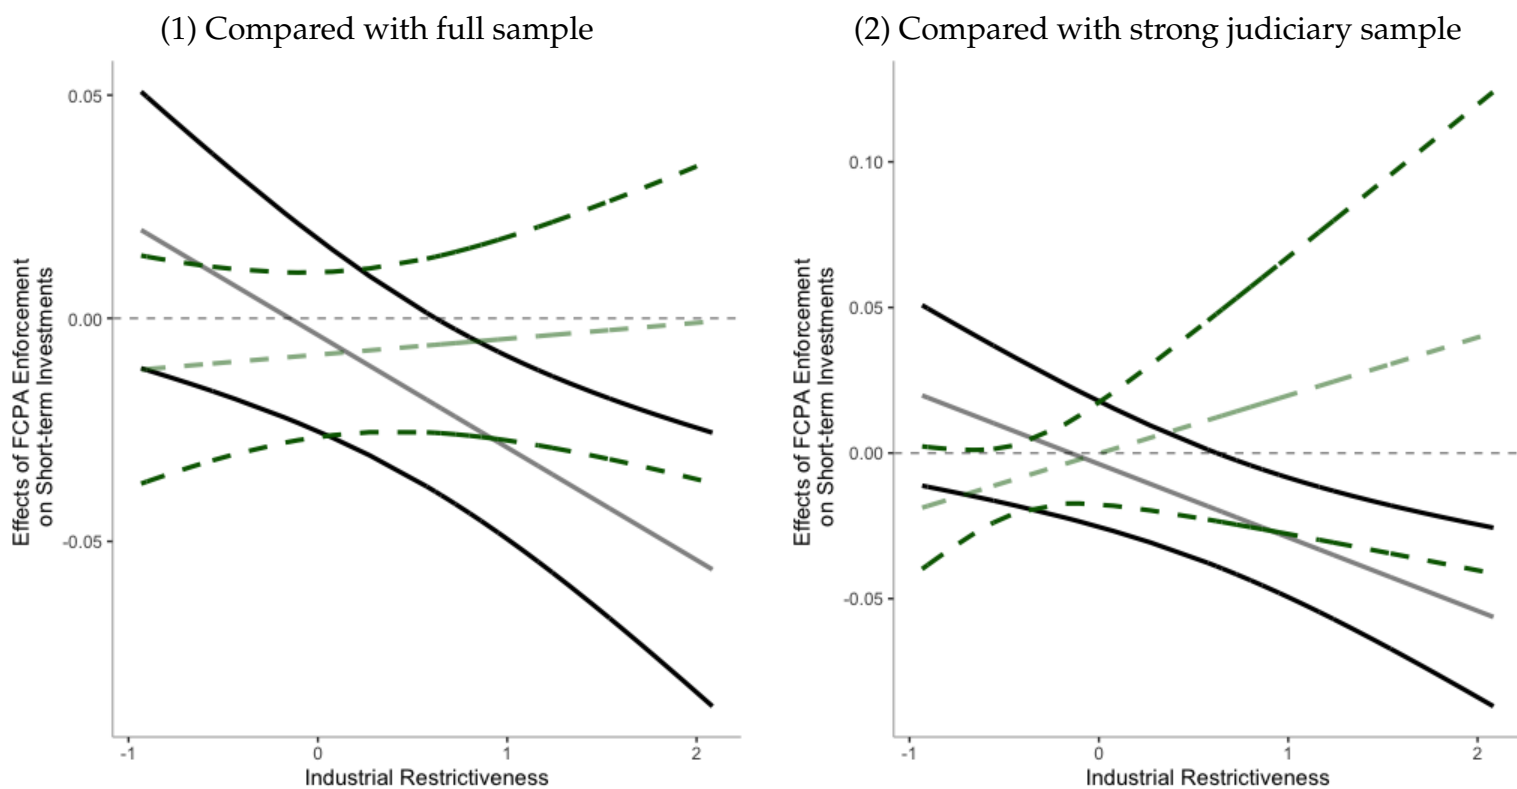 (1) Compared with full sample
Effects of FCPA Enforcement
on Short-term Investments
0.05
0.00
-0.05
-1
0
1
2
Industrial Restrictiveness
(2) Compared with strong judiciary sample
Effects of FCPA Enforcement
on Short-term Investments
0.10
0.05
0.00
-0.05
-1
0
1
2
Industrial Restrictiveness